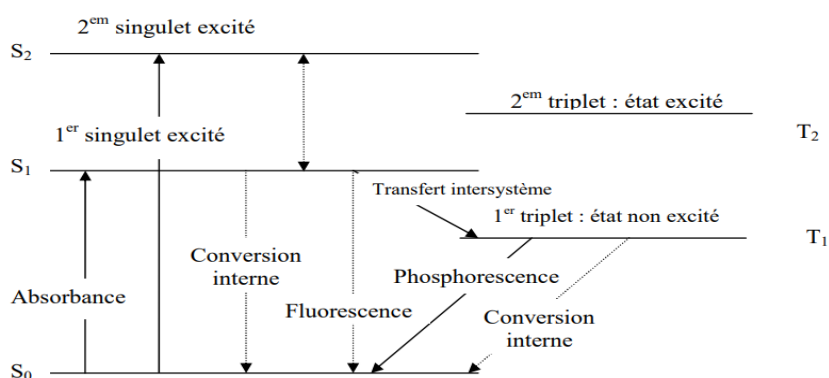 2em singulet excité
S2
2em triplet : état excité
T2
1er singulet excité
S1
Transfert intersystème
1er triplet : état non excité
T1
Conversion
interne
Phosphorescence
Absorbance
Fluorescence
Conversion
interne
S0